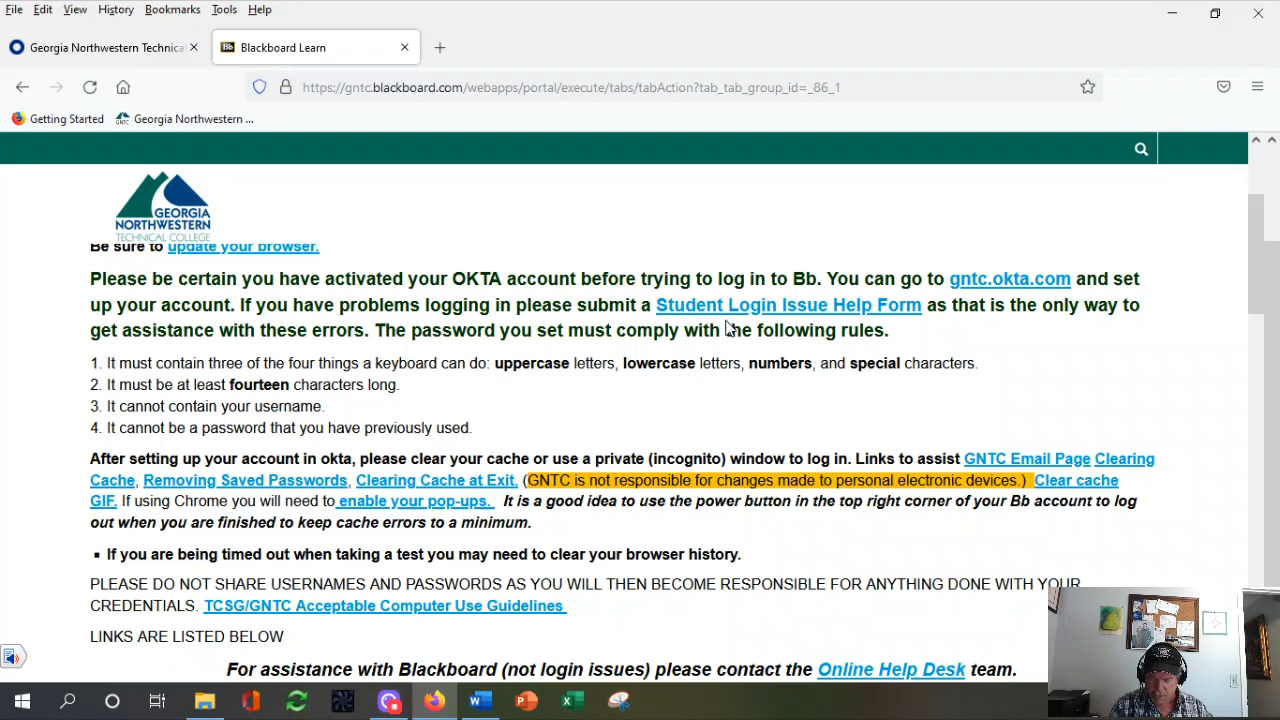 File Edit View History Bookmarks Tools Help
Georgia Northwestern Technica
Bb Blackboard Learn
https://gntc.blackboard.com/webapps/portal/execute/tabs/tabAction?tab_tab_group_id=_86_1
Getting Started GNTC Georgia Northwestern ...
GEORGIA
NORTHWESTERN
TECHNICAL COLLEGE
Be sure to update your browser.
Please be certain you have activated your OKTA account before trying to log in to Bb. You can go to gntc.okta.com and set
up your account. If you have problems logging in please submit a Student Login Issue Help Form as that is the only way to
get assistance with these errors. The password you set must comply with the following rules.
1. It must contain three of the four things a keyboard can do: uppercase letters, lowercase letters, numbers, and special characters.
2. It must be at least fourteen characters long.
3. It cannot contain your username.
4. It cannot be a password that you have previously used.
After setting up your account in okta, please clear your cache or use a private (incognito) window to log in. Links to assist GNTC Email Page Clearing
Cache, Removing Saved Passwords, Clearing Cache at Exit. (GNTC is not responsible for changes made to personal electronic devices.) Clear cache
GIF. If using Chrome you will need to enable your pop-ups. It is a good idea to use the power button in the top right corner of your Bb account to log
out when you are finished to keep cache errors to a minimum.
▪ If you are being timed out when taking a test you may need to clear your browser history.
PLEASE DO NOT SHARE USERNAMES AND PASSWORDS AS YOU WILL THEN BECOME RESPONSIBLE FOR ANYTHING DONE WITH YOUR
CREDENTIALS. TCSG/GNTC Acceptable Computer Use Guidelines
LINKS ARE LISTED BELOW
For assistance with Blackboard (not login issues) please contact the Online Help Desk team.